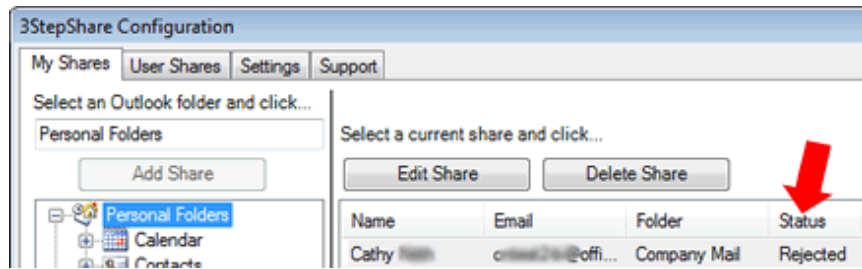 3StepShare Configuration
My Shares User Shares Settings Support
Select an Outlook folder and click...
Personal Folders
Add Share
Personal Folders
Calendar
Contacts
Select a current share and click...
Edit Share Delete Share
Name Email Folder Status
Cathy @offi... Company Mail Rejected